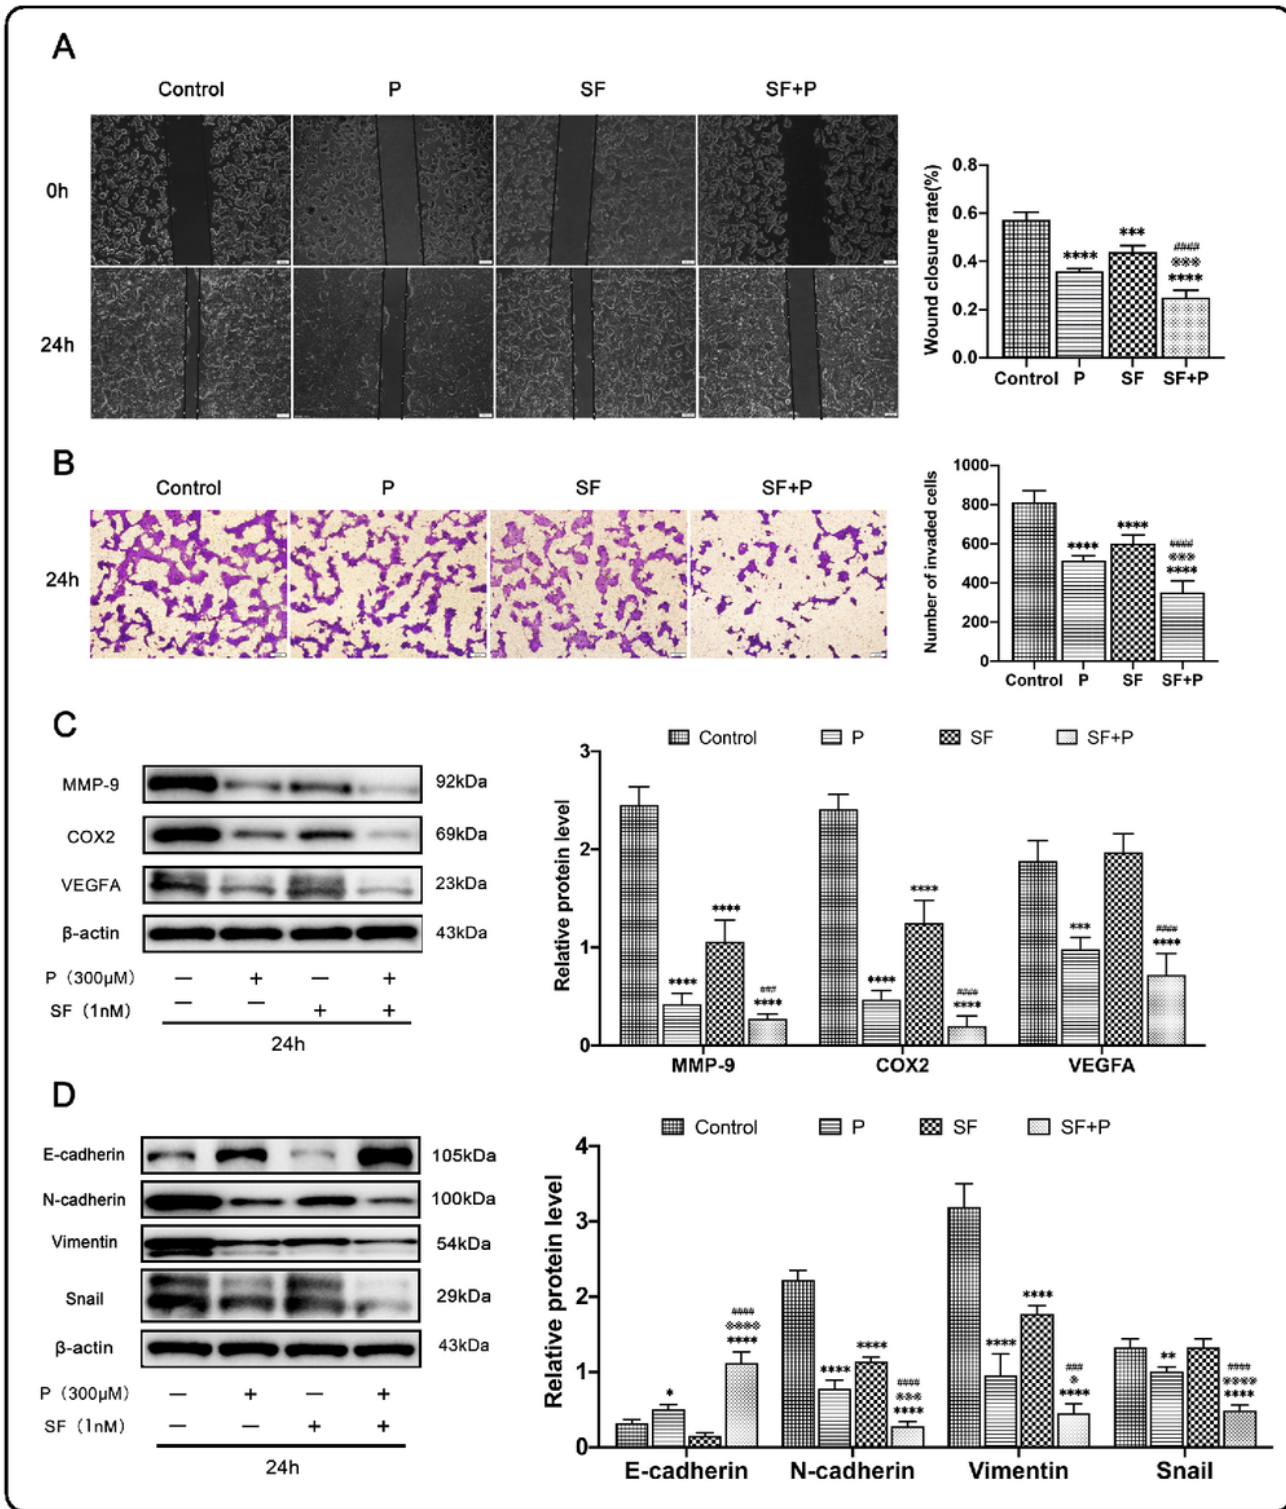 A
Control P SF SF+P
0h
24h
Wound closure rate(%)
0.8
0.6
0.4
0.2
0.0
***
****
####
※※※
****
Control P SF SF+P
B
Control P SF SF+P
24h
Number of invaded cells
1000
800
600
400
200
0
****
****
####
※※※
****
Control P SF SF+P
C
MMP-9 92kDa
COX2 69kDa
VEGFA 23kDa
β-actin 43kDa
P（300μM） — + — +
SF（1nM） — — + +
24h
Control P SF SF+P
Relative protein level
3
2
1
0
****
****
###
****
****
****
####
****
***
####
****
MMP-9 COX2 VEGFA
D
E-cadherin 105kDa
N-cadherin 100kDa
Vimentin 54kDa
Snail 29kDa
β-actin 43kDa
P（300μM） — + — +
SF（1nM） — — + +
24h
Control P SF SF+P
Relative protein level
4
3
2
1
0
*
####
※※※※
****
****
****
####
※※※
****
****
****
###
※
****
**
####
※※※※
****
E-cadherin N-cadherin Vimentin Snail